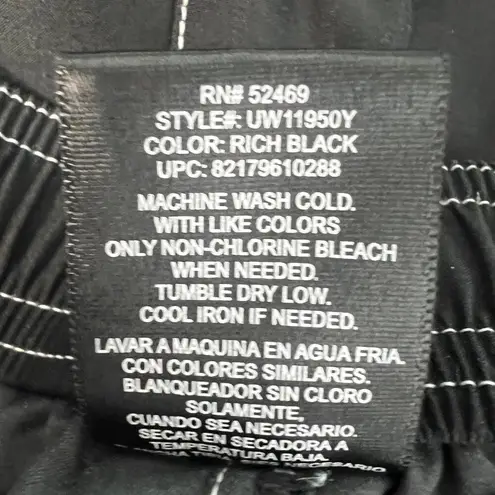 RN# 52469
STYLE#: UW11950Y
COLOR: RICH BLACK
UPC: 82179610288
MACHINE WASH COLD.
WITH LIKE COLORS
ONLY NON-CHLORINE BLEACH
WHEN NEEDED.
TUMBLE DRY LOW.
COOL IRON IF NEEDED.
LAVAR A MAQUINA EN AGUA FRIA.
CON COLORES SIMILARES.
BLANQUEADOR SIN CLORO
SOLAMENTE,
CUANDO SEA NECESARIO.
SECAR EN SECADORA A
TEMPERATURA BAJA.